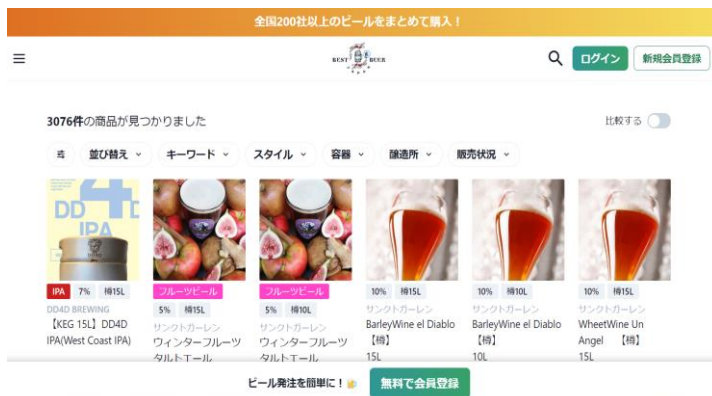 全国200社以上のビールをまとめて購入！
BEST BEER
ログイン
新規会員登録
3076件の商品が見つかりました
比較する
並び替え
キーワード
スタイル
容器
醸造所
販売状況
DD4D
IPA
IPA 7% 樽15L
DD4D BREWING
【KEG 15L】DD4D
IPA(West Coast IPA)
フルーツビール
5% 樽15L
サンクトガーレン
ウィンターフルーツ
タルトエール
フルーツビール
5% 樽10L
サンクトガーレン
ウィンターフルーツ
タルトエール
10% 樽15L
サンクトガーレン
BarleyWine el Diablo
【樽】
15L
10% 樽10L
サンクトガーレン
BarleyWine el Diablo
【樽】
10L
10% 樽15L
サンクトガーレン
WheetWine Un
Angel 【樽】
15L
ビール発注を簡単に！🍻
無料で会員登録